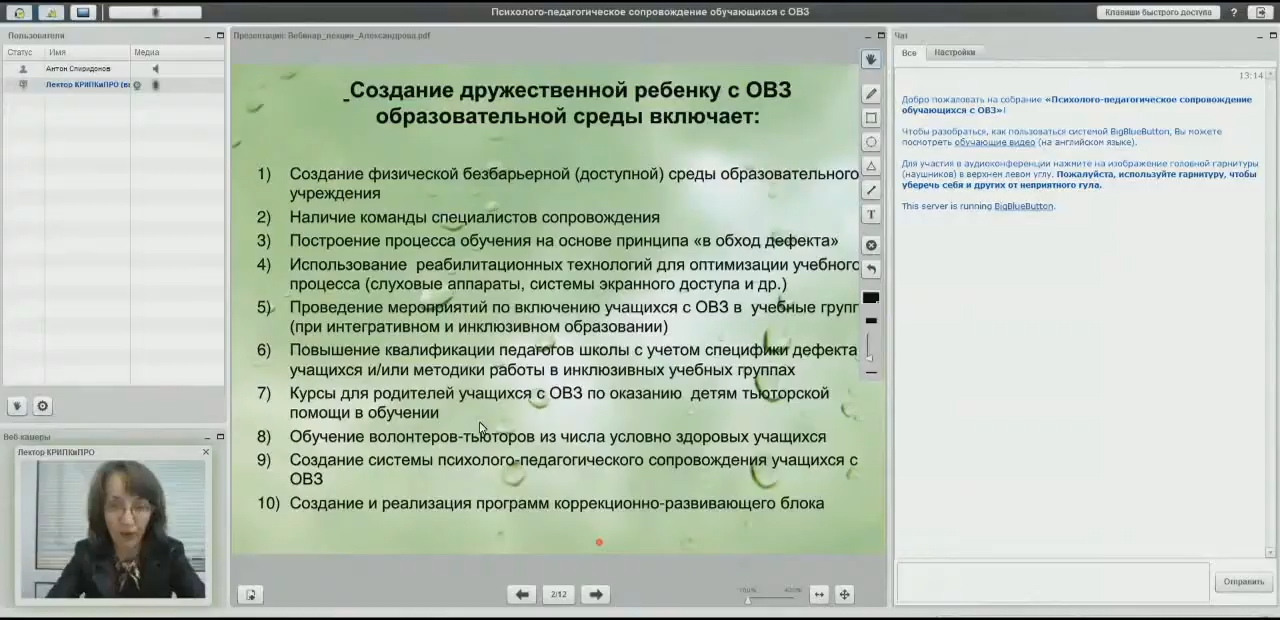 Психолого-педагогическое сопровождение обучающихся с ОВЗ
Клавиши быстрого доступа
?
Пользователи
Статус Имя Медиа
Антон Спиридонов
Лектор КРИПКиПРО (вы
Веб-камеры
Лектор КРИПКиПРО
Презентация: Вебинар_лекция_Александрова.pdf
Создание дружественной ребенку с ОВЗ
образовательной среды включает:
1) Создание физической безбарьерной (доступной) среды образовательного
учреждения
2) Наличие команды специалистов сопровождения
3) Построение процесса обучения на основе принципа «в обход дефекта»
4) Использование реабилитационных технологий для оптимизации учебного
процесса (слуховые аппараты, системы экранного доступа и др.)
5) Проведение мероприятий по включению учащихся с ОВЗ в учебные групп
(при интегративном и инклюзивном образовании)
6) Повышение квалификации педагогов школы с учетом специфики дефекта
учащихся и/или методики работы в инклюзивных учебных группах
7) Курсы для родителей учащихся с ОВЗ по оказанию детям тьюторской
помощи в обучении
8) Обучение волонтеров-тьюторов из числа условно здоровых учащихся
9) Создание системы психолого-педагогического сопровождения учащихся с
ОВЗ
10) Создание и реализация программ коррекционно-развивающего блока
T
2/12
100% 400%
Чат
Все Настройки
13:14
Добро пожаловать на собрание «Психолого-педагогическое сопровождение
обучающихся с ОВЗ»!
Чтобы разобраться, как пользоваться системой BigBlueButton, Вы можете
посмотреть обучающие видео (на английском языке).
Для участия в аудиоконференции нажмите на изображение головной гарнитуры
(наушников) в верхнем левом углу. Пожалуйста, используйте гарнитуру, чтобы
уберечь себя и других от неприятного гула.
This server is running BigBlueButton.
Отправить